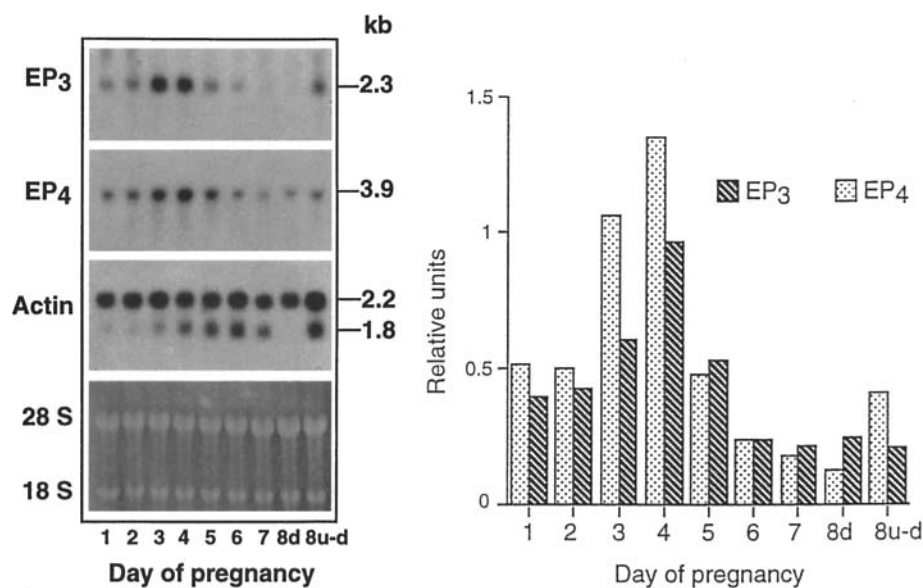 kb
EP3
2.3
EP4
3.9
Actin
2.2
1.8
28 S
18 S
1 2 3 4 5 6 7 8d 8u-d
Day of pregnancy
1.5
1
0.5
0
Relative units
EP3 EP4
1 2 3 4 5 6 7 8d 8u-d
Day of pregnancy